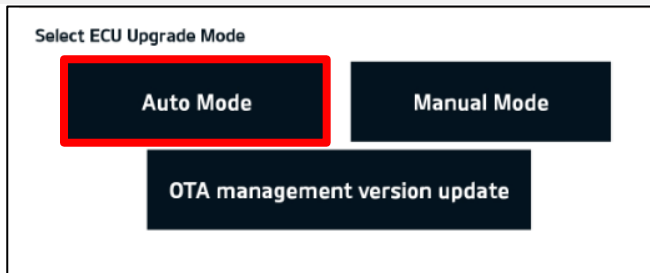 Select ECU Upgrade Mode
Auto Mode
Manual Mode
OTA management version update